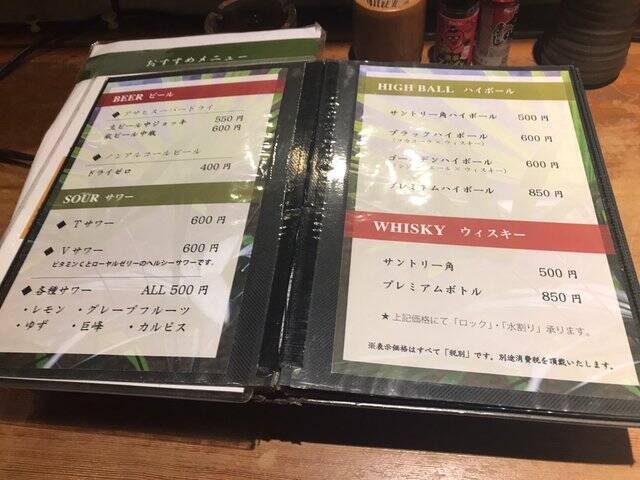 おすすめメニュー
BEER ビール
◆ アサヒスーパードライ
生ビール中ジョッキ 550 円
瓶ビール中瓶 600 円
◆ ノンアルコールビール
ドライゼロ 400 円
SOUR サワー
◆ Tサワー 600 円
◆ Vサワー 600 円
ビタミンCとローヤルゼリーのヘルシーサワーです。
◆ 各種サワー ALL 500 円
・レモン ・グレープフルーツ
・ゆず ・巨峰 ・カルピス
HIGH BALL ハイボール
サントリー角ハイボール 500 円
ブラックハイボール 600 円
ゴールデンハイボール 600 円
プレミアムハイボール 850 円
WHISKY ウィスキー
サントリー角 500 円
プレミアムボトル 850 円
★ 上記価格にて「ロック」・「水割り」承ります。
※表示価格はすべて「税別」です。別途消費税を頂戴いたします。